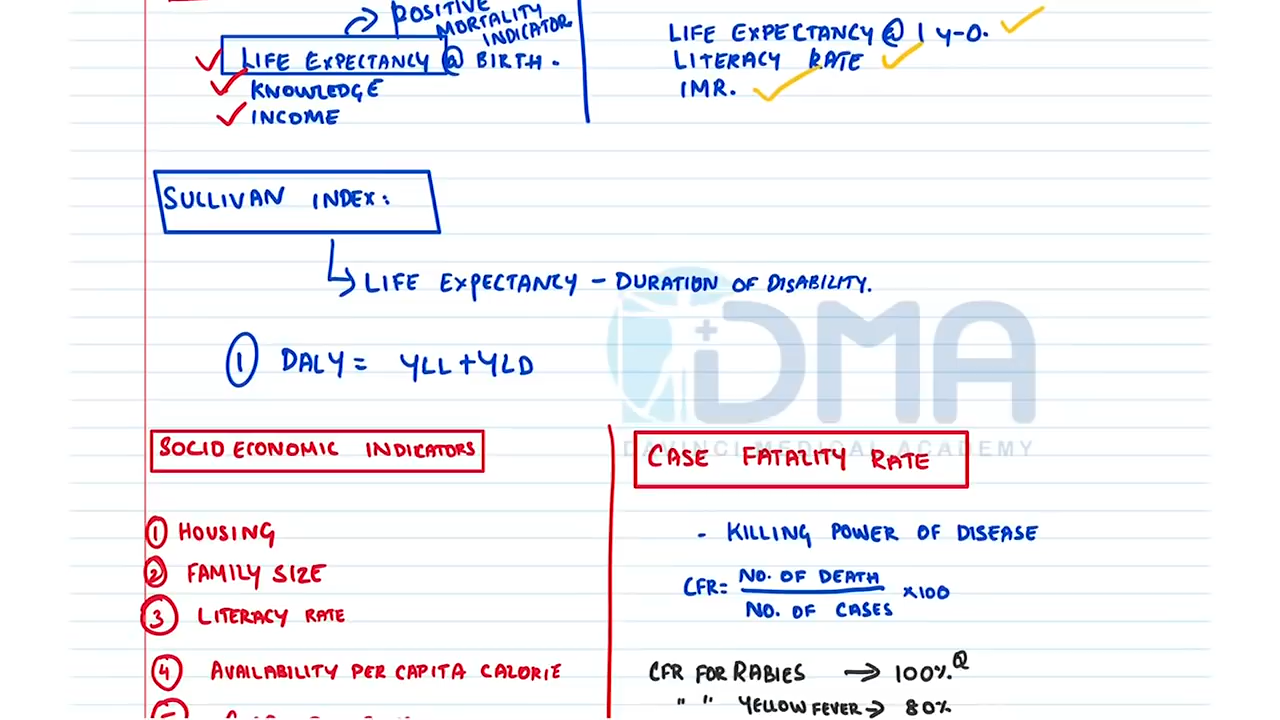 POSITIVE
MORTALITY
INDICATOR
LIFE EXPECTANCY @ BIRTH.
KNOWLEDGE
INCOME
LIFE EXPECTANCY @ 1 Y-O.
LITERACY RATE
IMR.
SULLIVAN INDEX:
LIFE EXPECTANCY - DURATION OF DISABILITY.
① DALY = YLL + YLD
DMA
DAVINCI MEDICAL ACADEMY
SOCIO ECONOMIC INDICATORS
① HOUSING
② FAMILY SIZE
③ LITERACY RATE
④ AVAILABILITY PER CAPITA CALORIE
CASE FATALITY RATE
- KILLING POWER OF DISEASE
CFR = NO. OF DEATH
NO. OF CASES × 100
CFR FOR RABIES → 100%. Q
" " YELLOW FEVER → 80%